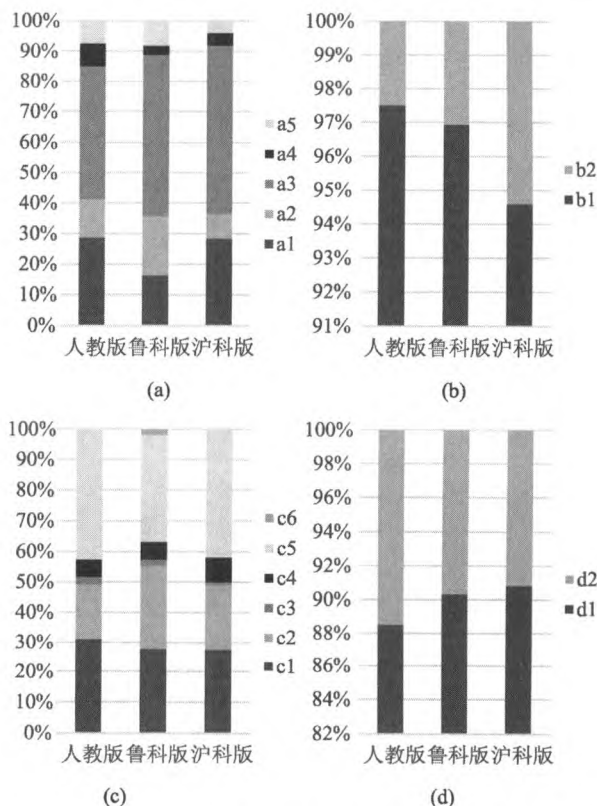 100%
90%
80%
70%
60%
50%
40%
30%
20%
10%
0%
a5
a4
a3
a2
a1
人教版 鲁科版 沪科版
(a)
100%
99%
98%
97%
96%
95%
94%
93%
92%
91%
b2
b1
人教版 鲁科版 沪科版
(b)
100%
90%
80%
70%
60%
50%
40%
30%
20%
10%
0%
c6
c5
c4
c3
c2
c1
人教版 鲁科版 沪科版
(c)
100%
98%
96%
94%
92%
90%
88%
86%
84%
82%
d2
d1
人教版 鲁科版 沪科版
(d)